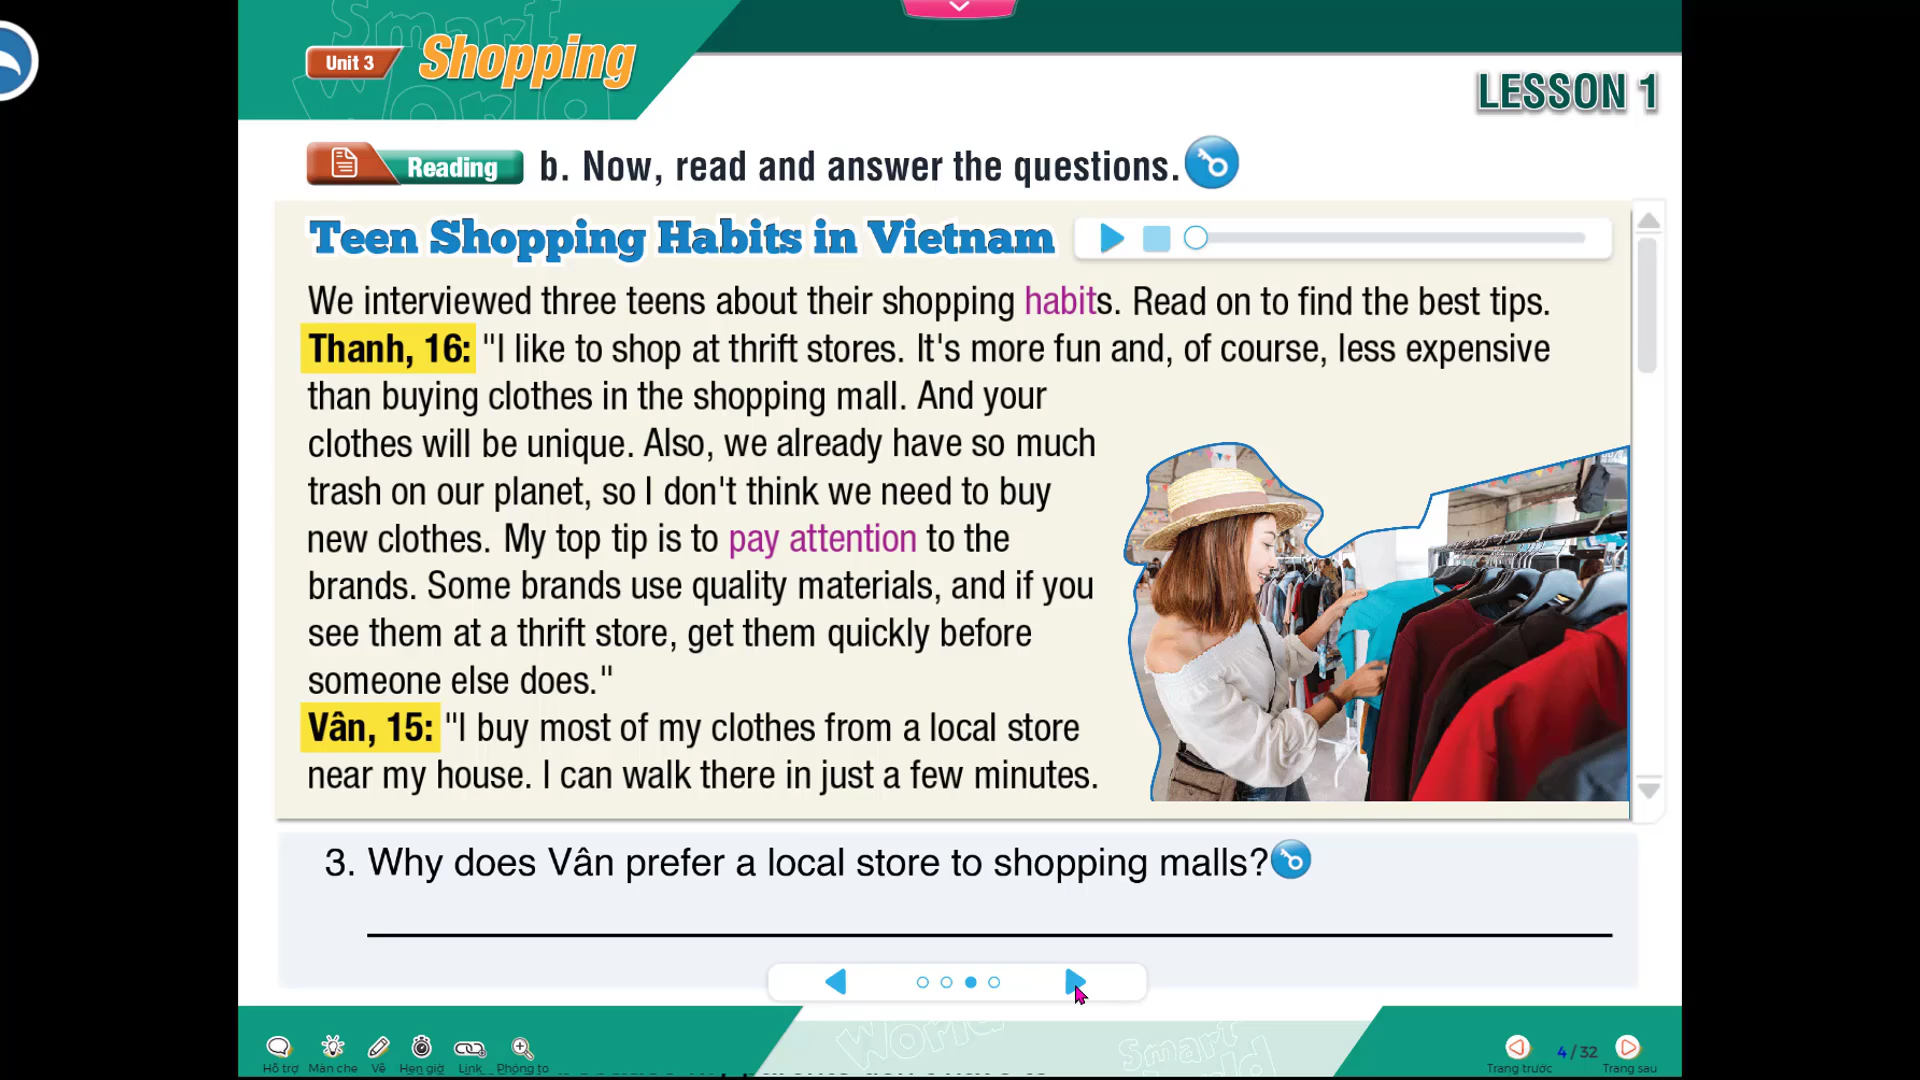 Unit 3
Shopping
LESSON 1
Reading
b. Now, read and answer the questions.
Teen Shopping Habits in Vietnam
We interviewed three teens about their shopping habits. Read on to find the best tips.
Thanh, 16: "I like to shop at thrift stores. It's more fun and, of course, less expensive
than buying clothes in the shopping mall. And your
clothes will be unique. Also, we already have so much
trash on our planet, so I don't think we need to buy
new clothes. My top tip is to pay attention to the
brands. Some brands use quality materials, and if you
see them at a thrift store, get them quickly before
someone else does."
Vân, 15: "I buy most of my clothes from a local store
near my house. I can walk there in just a few minutes.
3. Why does Vân prefer a local store to shopping malls?
Hỗ trợ
Màn che
Vẽ
Hẹn giờ
Link
Phóng to
Trang trước
4 / 32
Trang sau